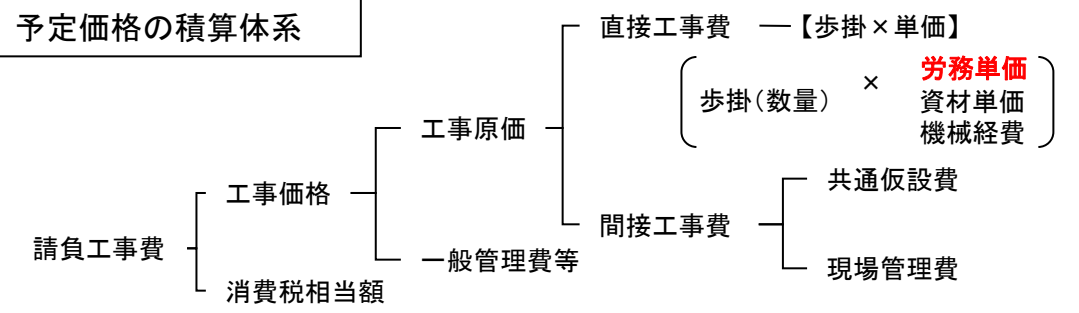 予定価格の積算体系
直接工事費 【歩掛×単価】
歩掛(数量) × 労務単価
資材単価
機械経費
工事原価
共通仮設費
工事価格
間接工事費
請負工事費
一般管理費等
現場管理費
消費税相当額